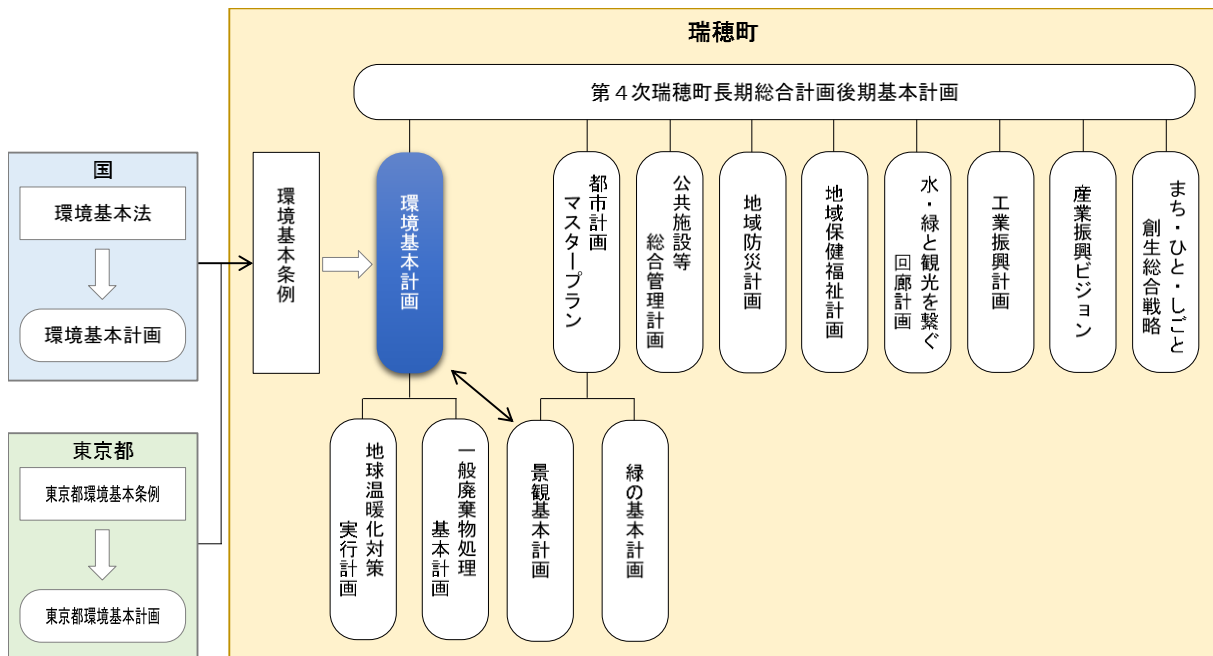 瑞穂町
第４次瑞穂町長期総合計画後期基本計画
国
環境基本法
環境基本計画
東京都
東京都環境基本条例
東京都環境基本計画
環境基本条例
環境基本計画
都市計画
マスタープラン
公共施設等
総合管理計画
地域防災計画
地域保健福祉計画
水・緑と観光を繋ぐ
回廊計画
工業振興計画
産業振興ビジョン
まち・ひと・しごと
創生総合戦略
地球温暖化対策
実行計画
一般廃棄物処理
基本計画
景観基本計画
緑の基本計画